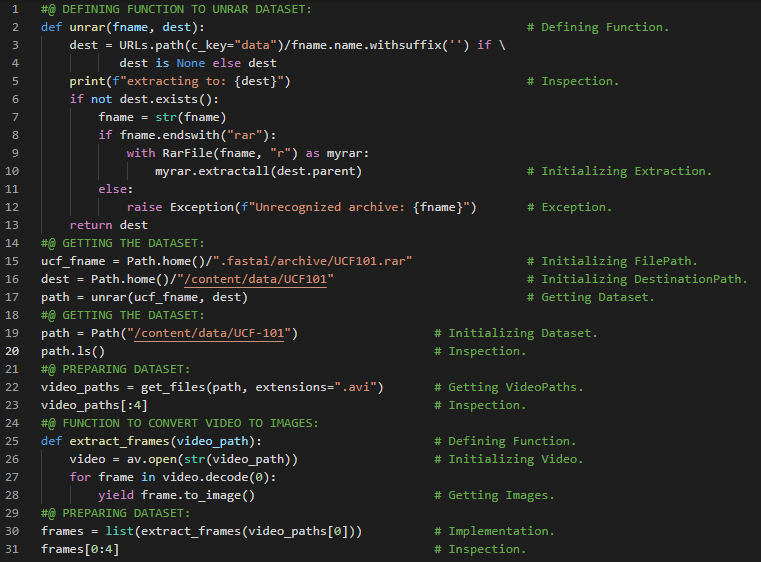 1 #@ DEFINING FUNCTION TO UNRAR DATASET:
2 def unrar(fname, dest): # Defining Function.
3     dest = URLs.path(c_key="data")/fname.name.withsuffix('') if \
4            dest is None else dest
5     print(f"extracting to: {dest}") # Inspection.
6     if not dest.exists():
7         fname = str(fname)
8         if fname.endswith("rar"):
9             with RarFile(fname, "r") as myrar:
10                 myrar.extractall(dest.parent) # Initializing Extraction.
11         else:
12             raise Exception(f"Unrecognized archive: {fname}") # Exception.
13     return dest
14 #@ GETTING THE DATASET:
15 ucf_fname = Path.home()/".fastai/archive/UCF101.rar" # Initializing FilePath.
16 dest = Path.home()/"/content/data/UCF101" # Initializing DestinationPath.
17 path = unrar(ucf_fname, dest) # Getting Dataset.
18 #@ GETTING THE DATASET:
19 path = Path("/content/data/UCF-101") # Initializing Dataset.
20 path.ls() # Inspection.
21 #@ PREPARING DATASET:
22 video_paths = get_files(path, extensions=".avi") # Getting VideoPaths.
23 video_paths[:4] # Inspection.
24 #@ FUNCTION TO CONVERT VIDEO TO IMAGES:
25 def extract_frames(video_path): # Defining Function.
26     video = av.open(str(video_path)) # Initializing Video.
27     for frame in video.decode(0):
28         yield frame.to_image() # Getting Images.
29 #@ PREPARING DATASET:
30 frames = list(extract_frames(video_paths[0])) # Implementation.
31 frames[0:4] # Inspection.